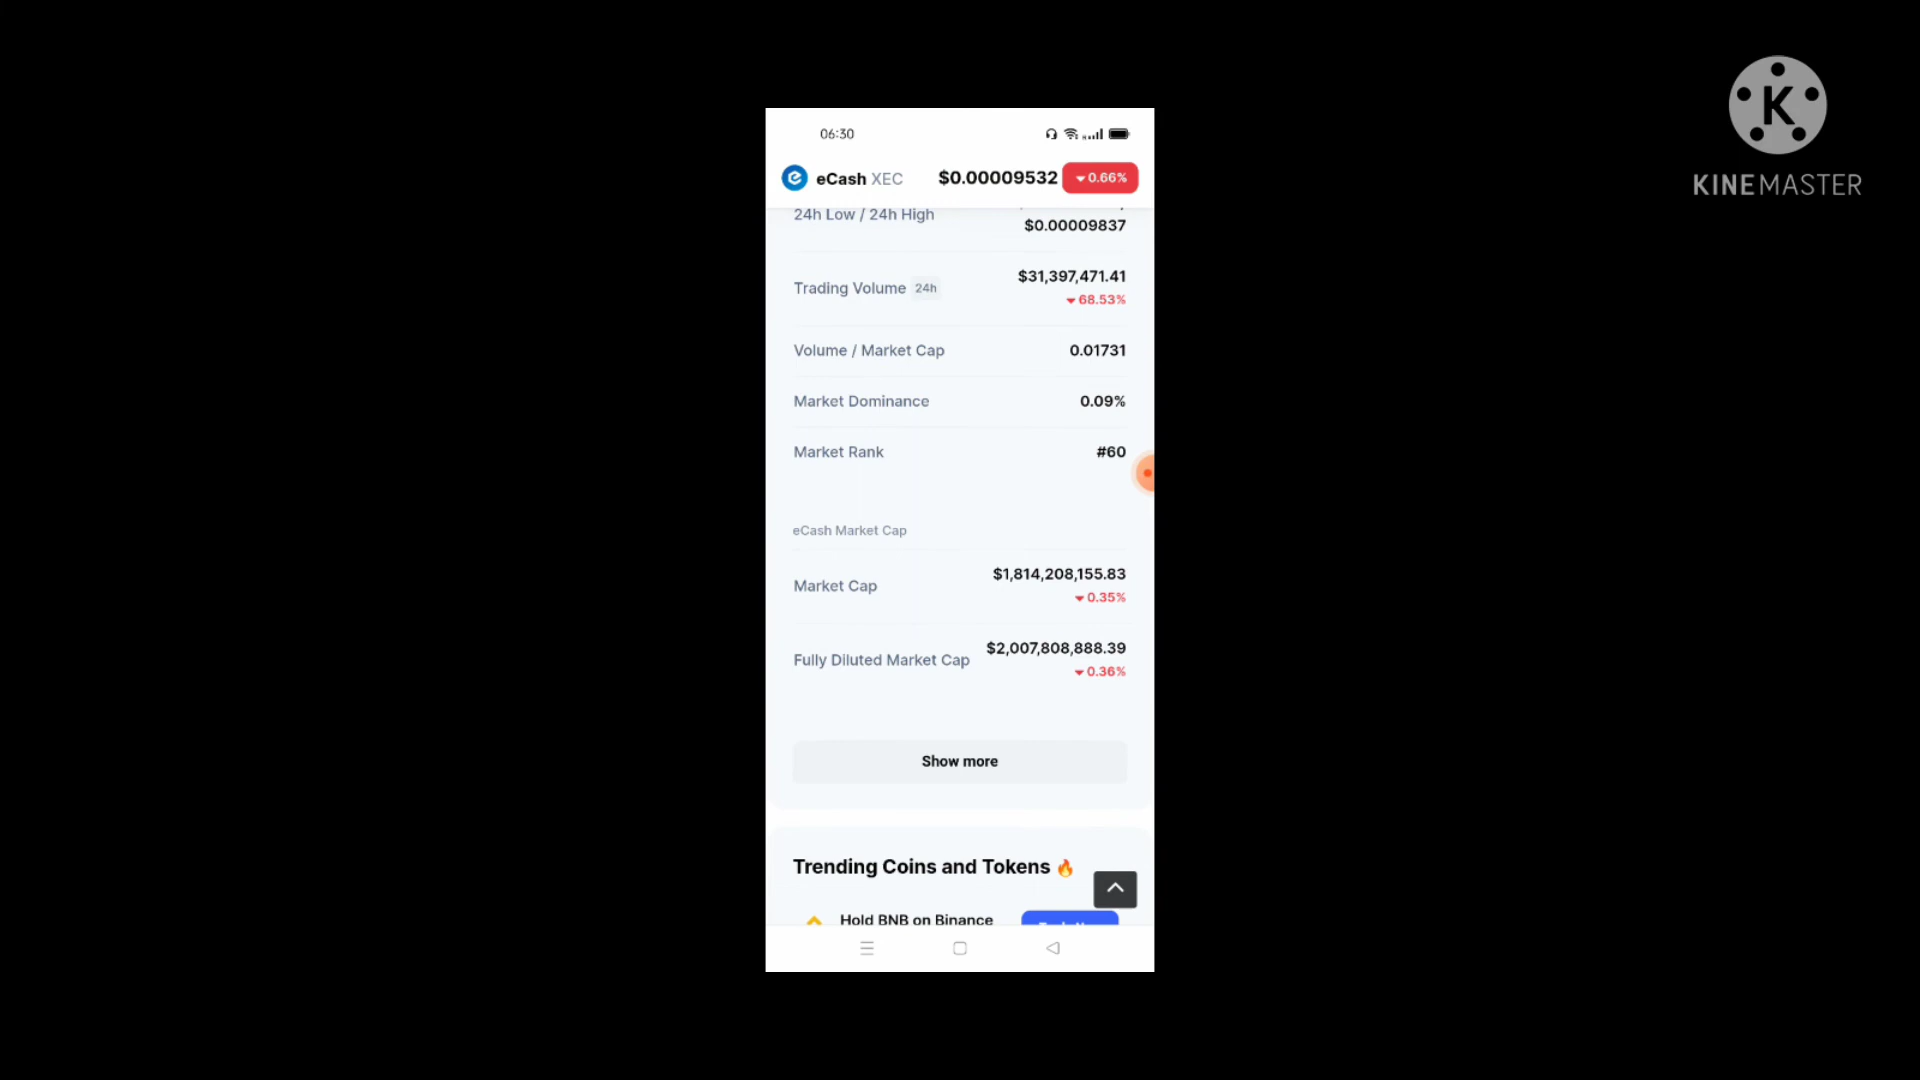 06:30
eCash XEC $0.00009532 0.66%
24h Low / 24h High
$0.00009837
Trading Volume 24h $31,397,471.41
68.53%
Volume / Market Cap 0.01731
Market Dominance 0.09%
Market Rank #60
eCash Market Cap
Market Cap $1,814,208,155.83
0.35%
Fully Diluted Market Cap $2,007,808,888.39
0.36%
Show more
Trending Coins and Tokens
Hold BNB on Binance
K
KINEMASTER